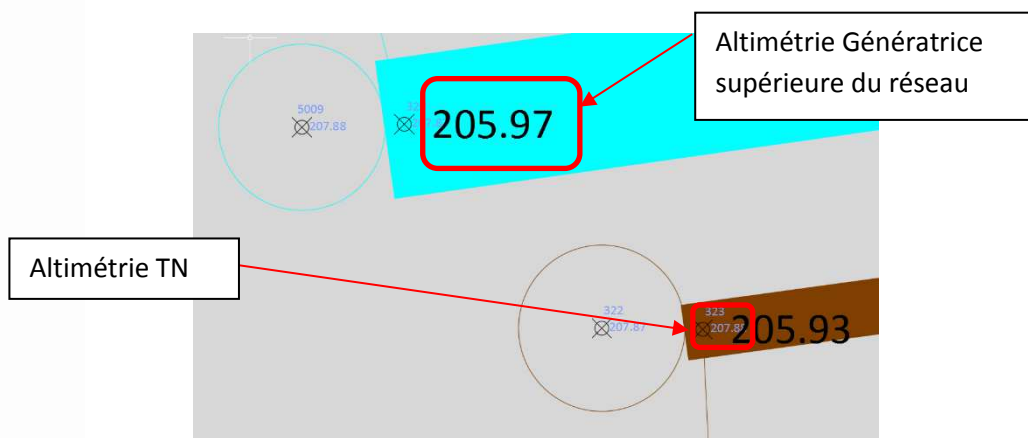 Altimétrie Génératrice
supérieure du réseau
5009
207.88
205.97
Altimétrie TN
322
207.87
323
205.93